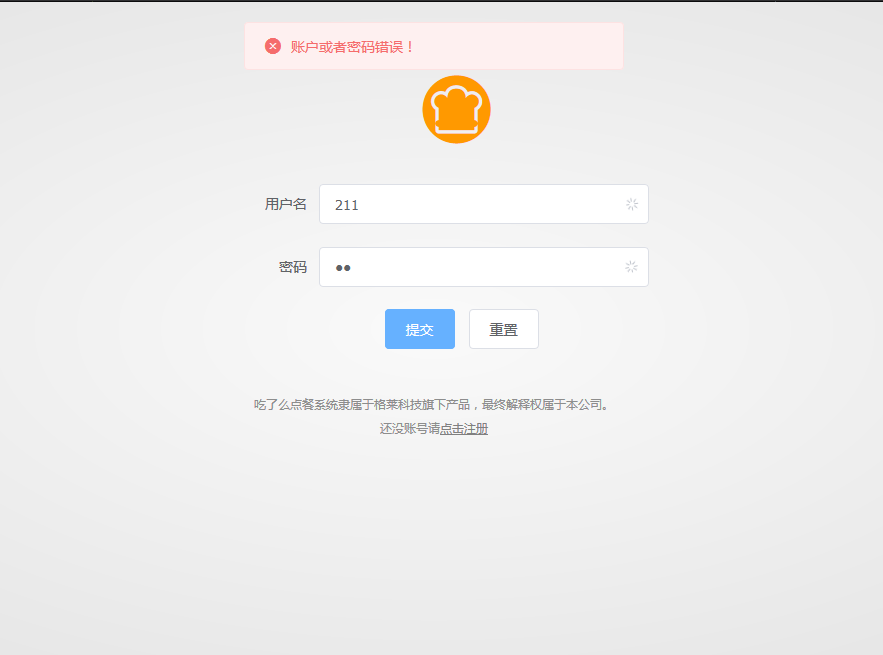 账户或者密码错误！
用户名 211
密码 ●●
提交 重置
吃了么点餐系统隶属于格莱科技旗下产品，最终解释权属于本公司。
还没账号请点击注册